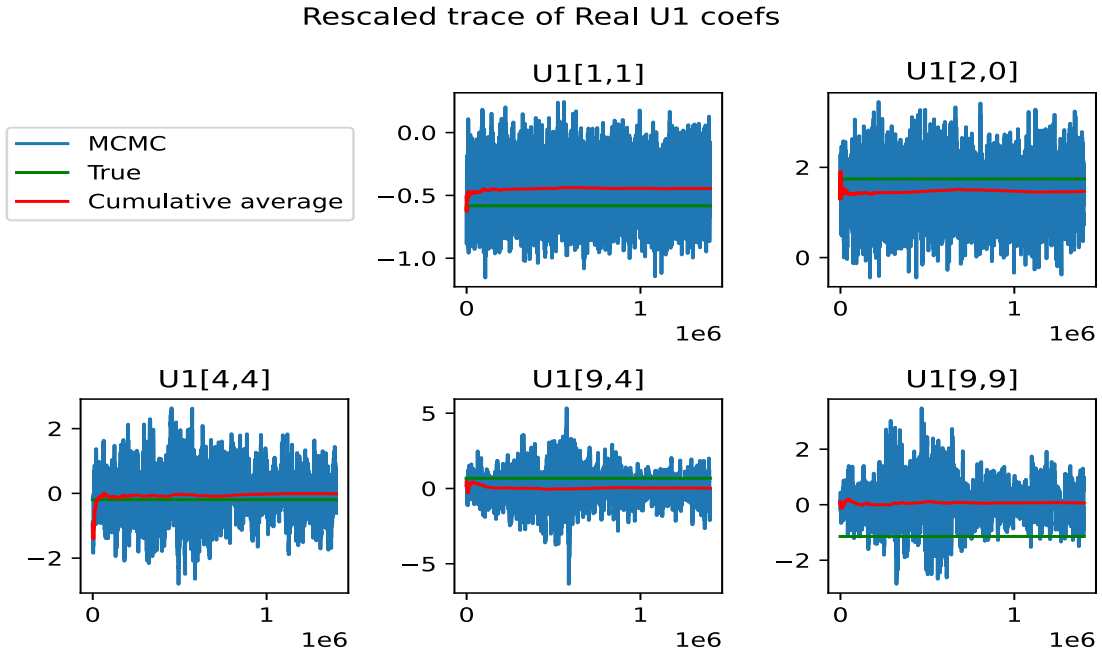 Rescaled trace of Real U1 coefs
MCMC
True
Cumulative average
U1[1,1]
0.0
−0.5
−1.0
0
1
1e6
U1[2,0]
2
0
0
1
1e6
U1[4,4]
2
0
−2
0
1
1e6
U1[9,4]
5
0
−5
0
1
1e6
U1[9,9]
2
0
−2
0
1
1e6